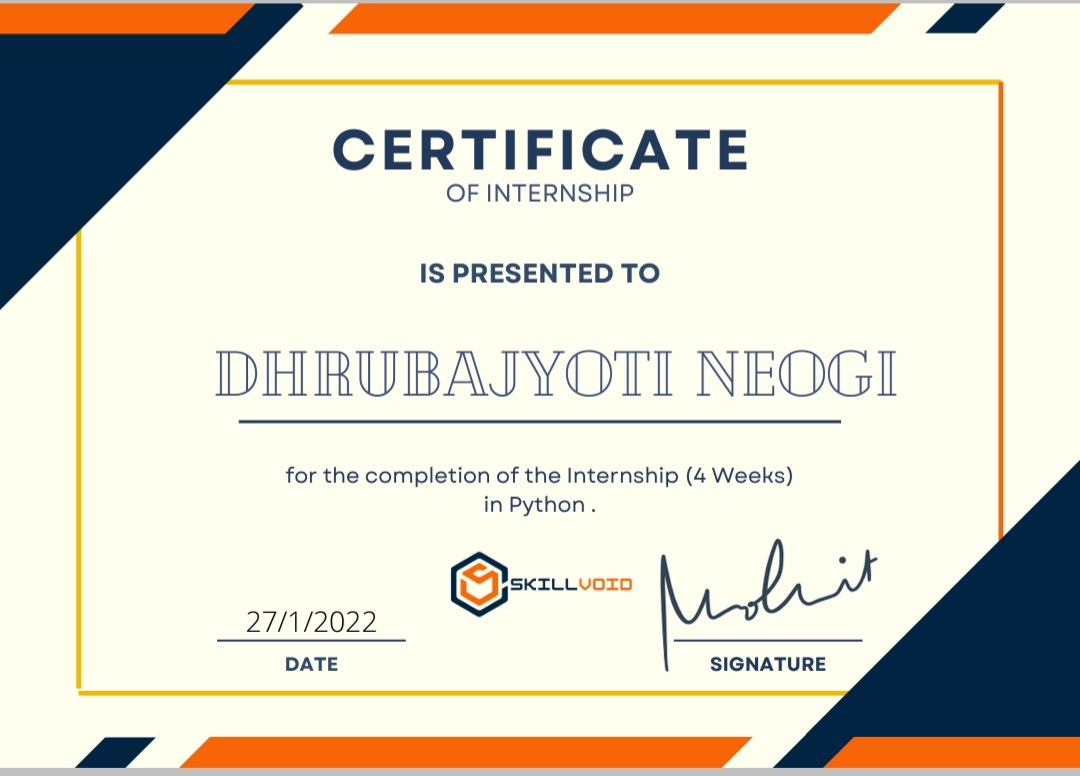 CERTIFICATE
OF INTERNSHIP
IS PRESENTED TO
DHRUBAJYOTI NEOGI
for the completion of the Internship (4 Weeks)
in Python .
SKILLVOID
Mohit
27/1/2022
DATE
SIGNATURE